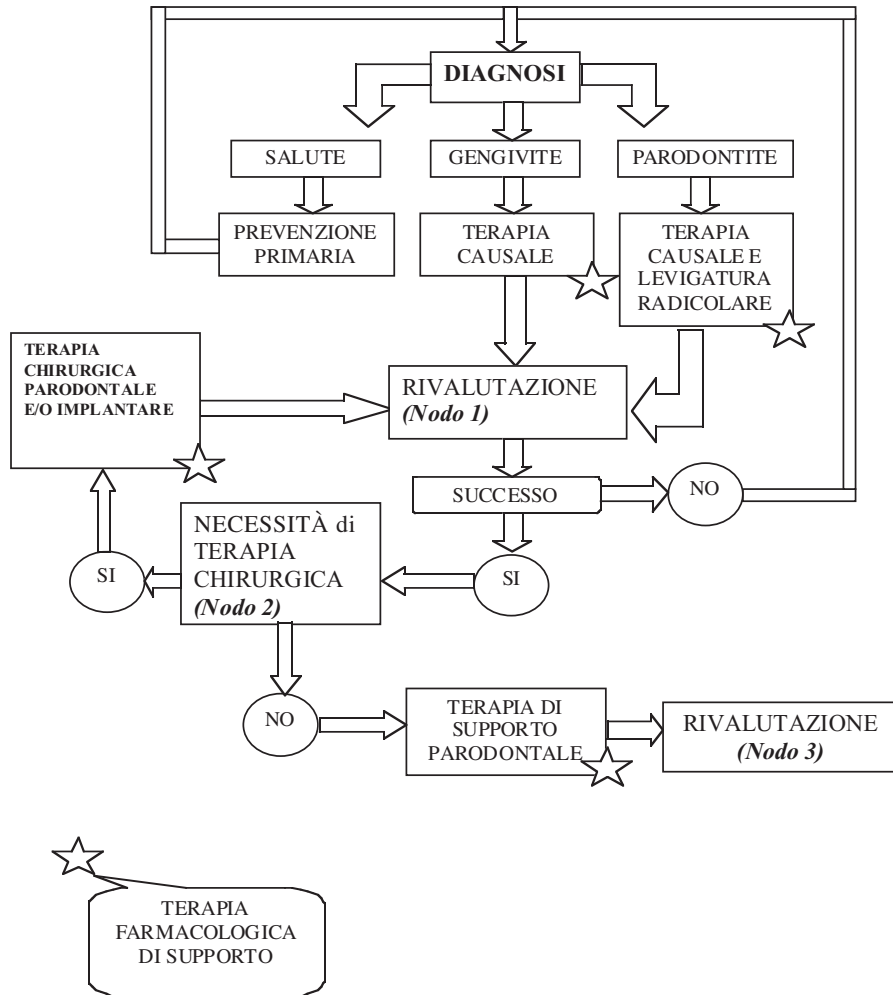 DIAGNOSI
SALUTE
GENGIVITE
PARODONTITE
PREVENZIONE
PRIMARIA
TERAPIA
CAUSALE
TERAPIA
CAUSALE E
LEVIGATURA
RADICOLARE
TERAPIA
CHIRURGICA
PARODONTALE
E/O IMPLANTARE
RIVALUTAZIONE
(Nodo 1)
SUCCESSO
NO
NECESSITÀ di
TERAPIA
CHIRURGICA
(Nodo 2)
SI
SI
NO
TERAPIA DI
SUPPORTO
PARODONTALE
RIVALUTAZIONE
(Nodo 3)
TERAPIA
FARMACOLOGICA
DI SUPPORTO